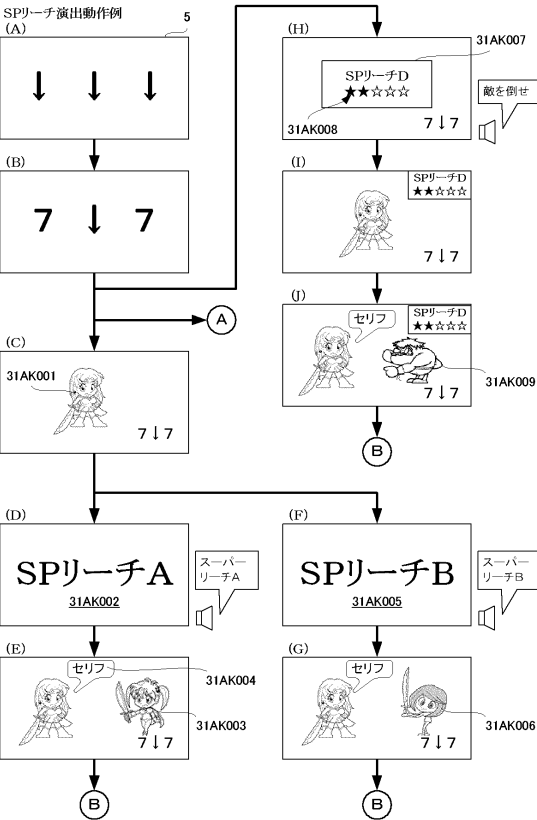 SPリーチ演出動作例
(A)
5
↓ ↓ ↓
(B)
7 ↓ 7
A
(C)
31AK001
7↓7
(D)
SPリーチA
31AK002
スーパー
リーチA
(E)
セリフ
31AK004
31AK003
7↓7
B
(F)
SPリーチB
31AK005
スーパー
リーチB
(G)
セリフ
31AK006
7↓7
B
(H)
31AK007
SPリーチD
★★☆☆☆
31AK008
7↓7
敵を倒せ
(I)
SPリーチD
★★☆☆☆
7↓7
(J)
セリフ
SPリーチD
★★☆☆☆
31AK009
7↓7
B